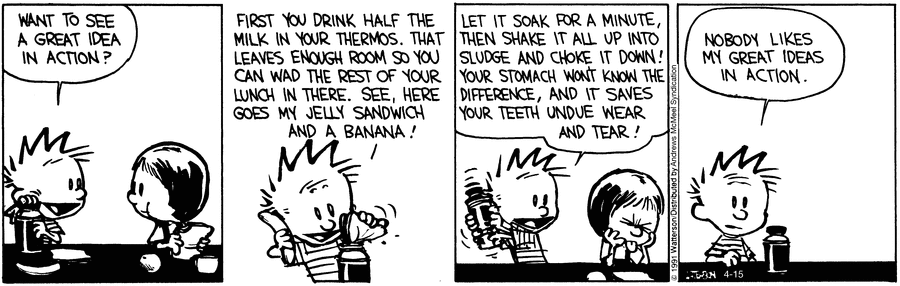 WANT TO SEE
A GREAT IDEA
IN ACTION?
FIRST YOU DRINK HALF THE
MILK IN YOUR THERMOS. THAT
LEAVES ENOUGH ROOM SO YOU
CAN WAD THE REST OF YOUR
LUNCH IN THERE. SEE, HERE
GOES MY JELLY SANDWICH
AND A BANANA!
LET IT SOAK FOR A MINUTE,
THEN SHAKE IT ALL UP INTO
SLUDGE AND CHOKE IT DOWN!
YOUR STOMACH WON'T KNOW THE
DIFFERENCE, AND IT SAVES
YOUR TEETH UNDUE WEAR
AND TEAR!
© 1991 Watterson/Distributed by Andrews McMeel Syndication
NOBODY LIKES
MY GREAT IDEAS
IN ACTION.
4-15